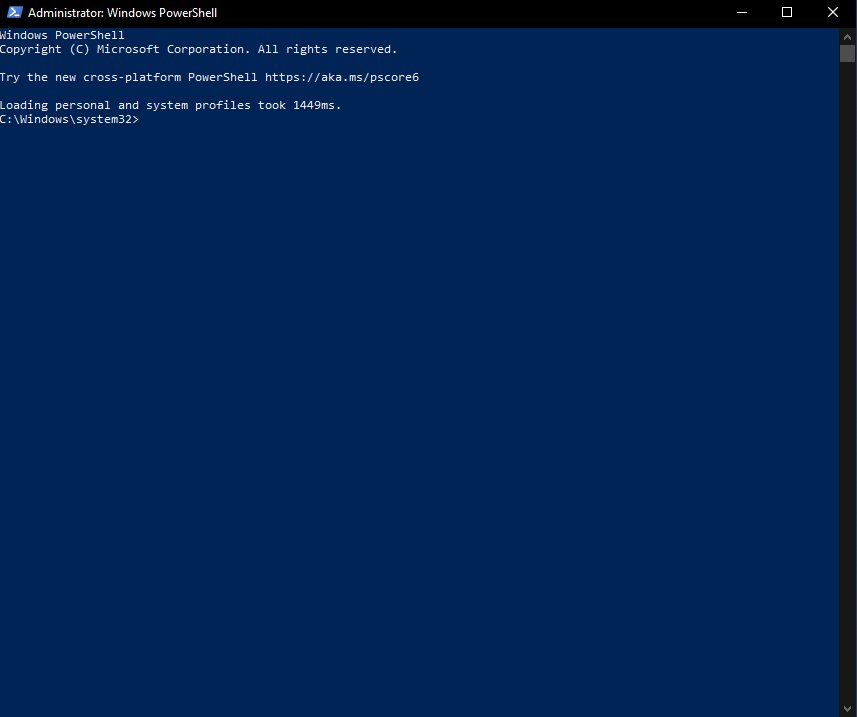 Administrator: Windows PowerShell
Windows PowerShell
Copyright (C) Microsoft Corporation. All rights reserved.
Try the new cross-platform PowerShell https://aka.ms/pscore6
Loading personal and system profiles took 1449ms.
C:\Windows\system32>